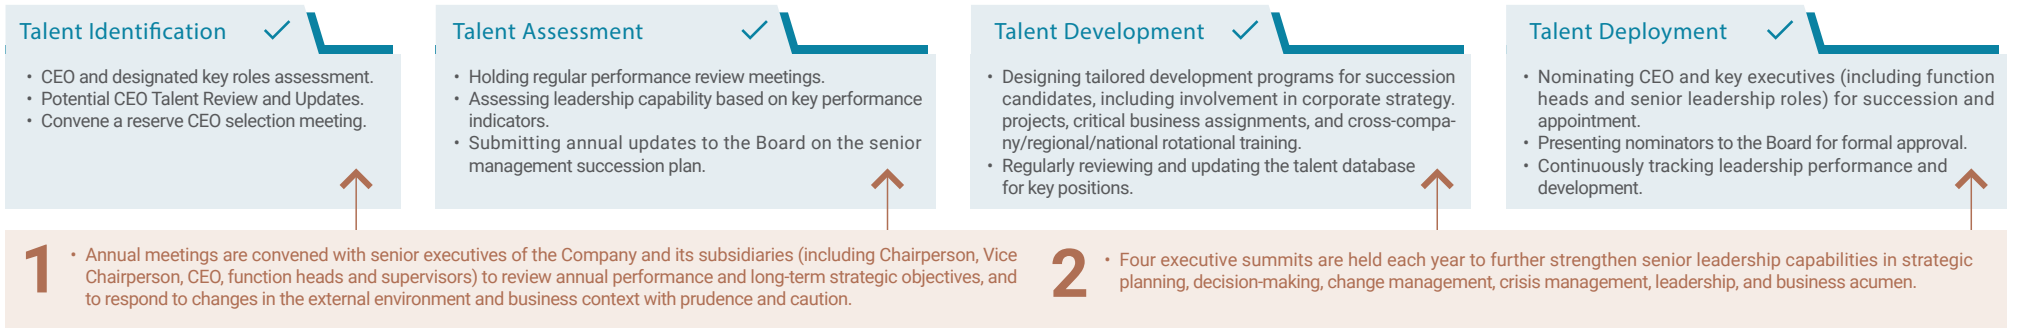 Talent Identification
• CEO and designated key roles assessment.
• Potential CEO Talent Review and Updates.
• Convene a reserve CEO selection meeting.
Talent Assessment
• Holding regular performance review meetings.
• Assessing leadership capability based on key performance
indicators.
• Submitting annual updates to the Board on the senior
management succession plan.
Talent Development
• Designing tailored development programs for succession
candidates, including involvement in corporate strategy.
projects, critical business assignments, and cross-compa-
ny/regional/national rotational training.
• Regularly reviewing and updating the talent database
for key positions.
Talent Deployment
• Nominating CEO and key executives (including function
heads and senior leadership roles) for succession and
appointment.
• Presenting nominators to the Board for formal approval.
• Continuously tracking leadership performance and
development.
1
• Annual meetings are convened with senior executives of the Company and its subsidiaries (including Chairperson, Vice
Chairperson, CEO, function heads and supervisors) to review annual performance and long-term strategic objectives, and
to respond to changes in the external environment and business context with prudence and caution.
2
• Four executive summits are held each year to further strengthen senior leadership capabilities in strategic
planning, decision-making, change management, crisis management, leadership, and business acumen.